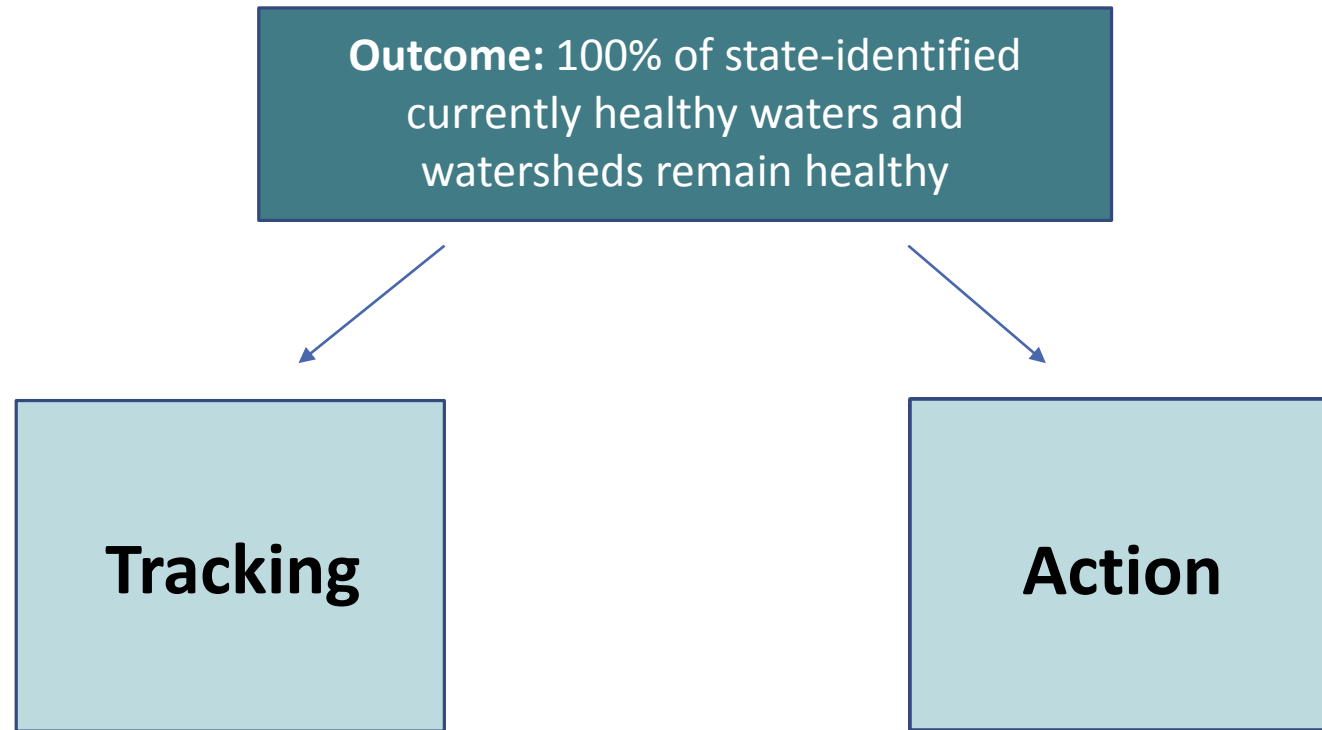 Outcome: 100% of state-identified
currently healthy waters and
watersheds remain healthy
Tracking
Action